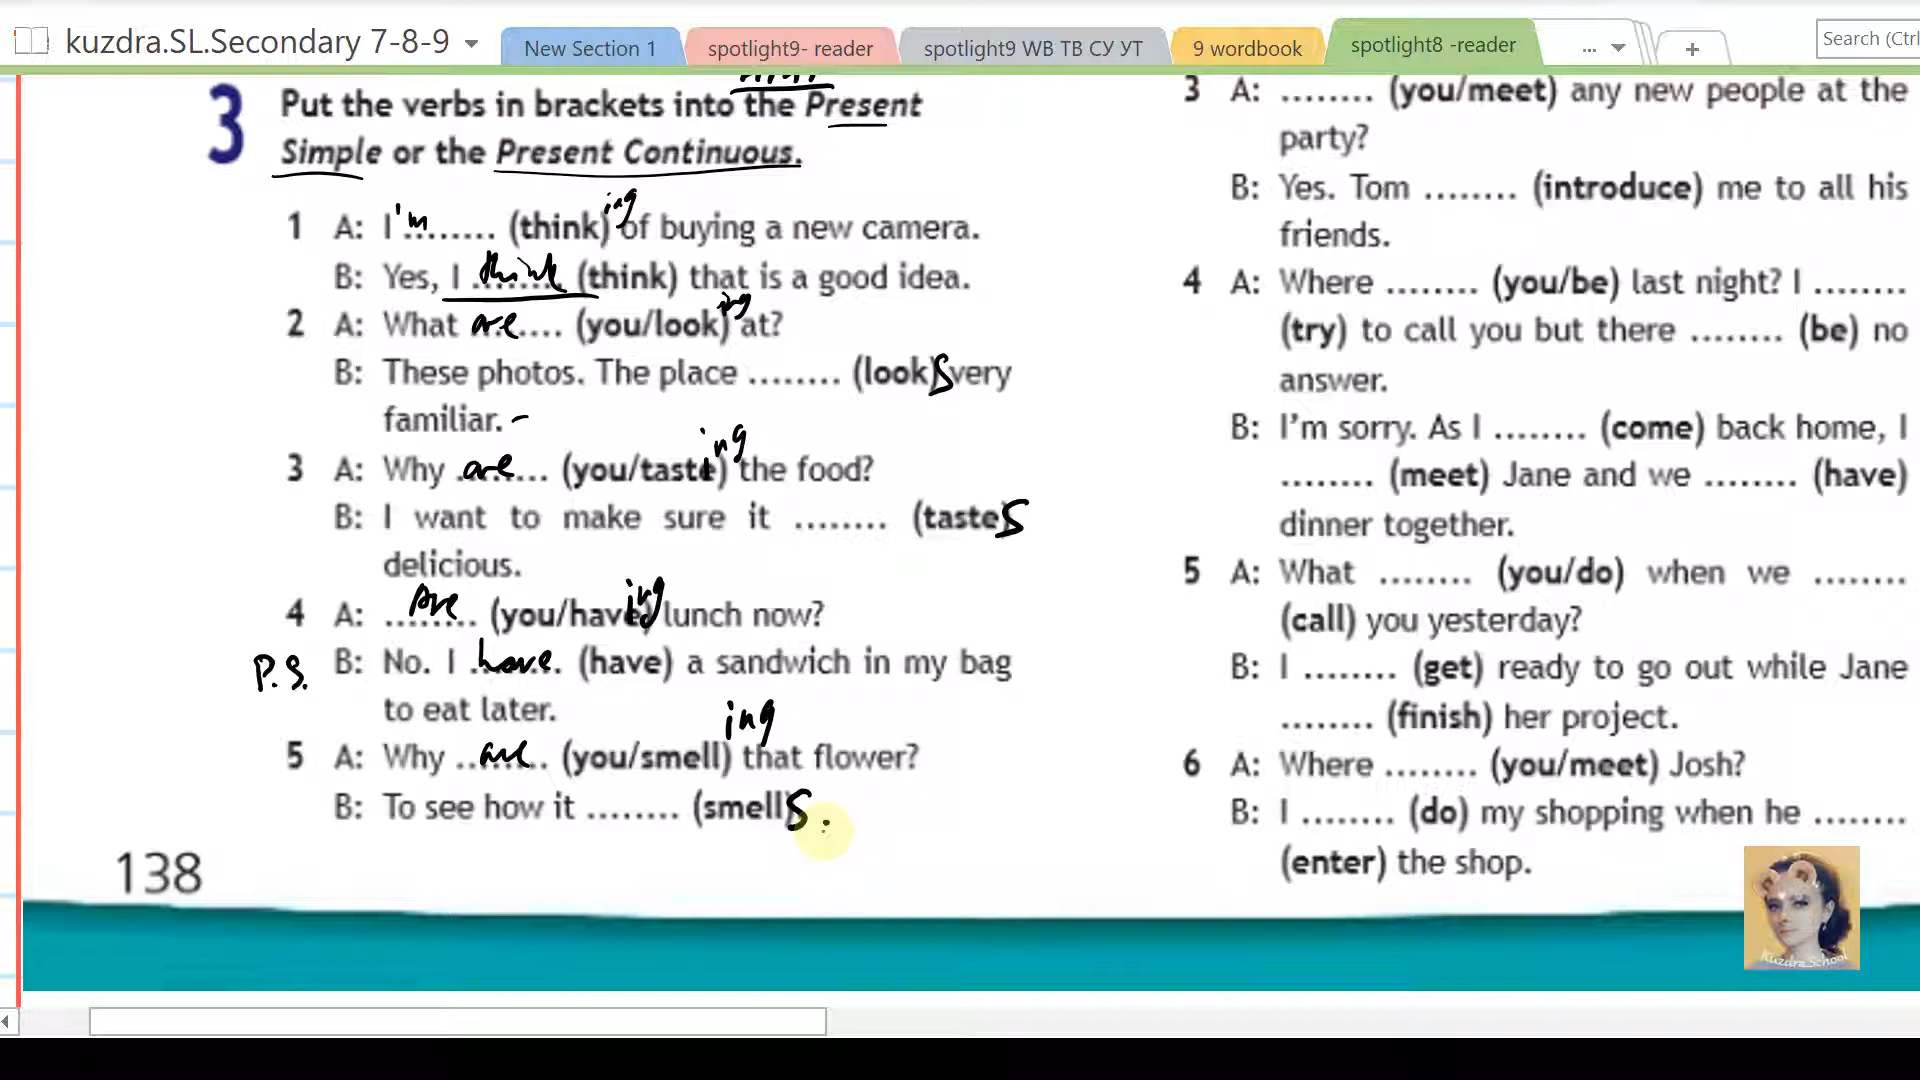 kuzdra.SL.Secondary 7-8-9
New Section 1
spotlight9- reader
spotlight9 WB TB СУ УТ
9 wordbook
spotlight8 -reader
...
+
Search (Ctrl
3 Put the verbs in brackets into the Present
Simple or the Present Continuous.
1 A: I'm ........ (think)ing of buying a new camera.
B: Yes, I think (think) that is a good idea.
2 A: What are .... (you/look)ing at?
B: These photos. The place ........ (look)s very
familiar.
3 A: Why are ... (you/taste)ing the food?
B: I want to make sure it ........ (taste)s
delicious.
4 A: Are ........ (you/have)ing lunch now?
P.S. B: No. I have. (have) a sandwich in my bag
to eat later.
5 A: Why are .. (you/smell)ing that flower?
B: To see how it ........ (smell)s.
138
3 A: ........ (you/meet) any new people at the
party?
B: Yes. Tom ........ (introduce) me to all his
friends.
4 A: Where ........ (you/be) last night? I ........
(try) to call you but there ........ (be) no
answer.
B: I'm sorry. As I ........ (come) back home, I
........ (meet) Jane and we ........ (have)
dinner together.
5 A: What ........ (you/do) when we ........
(call) you yesterday?
B: I ........ (get) ready to go out while Jane
........ (finish) her project.
6 A: Where ........ (you/meet) Josh?
B: I ........ (do) my shopping when he ........
(enter) the shop.
Kuzdra.School